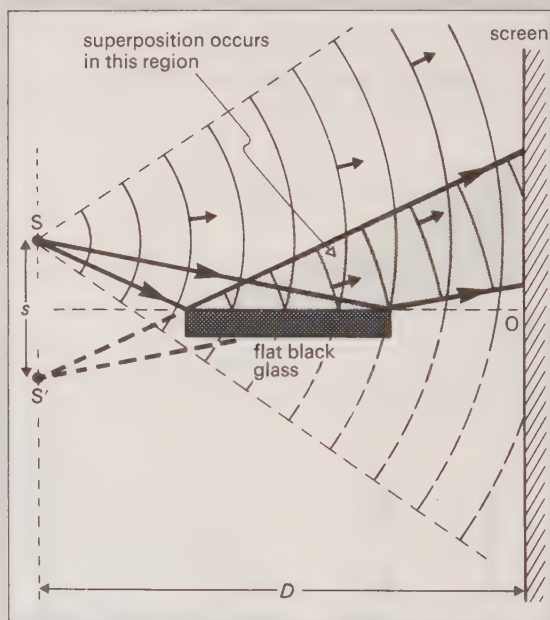 superposition occurs
in this region
screen
S
s
S′
O
flat black
glass
D